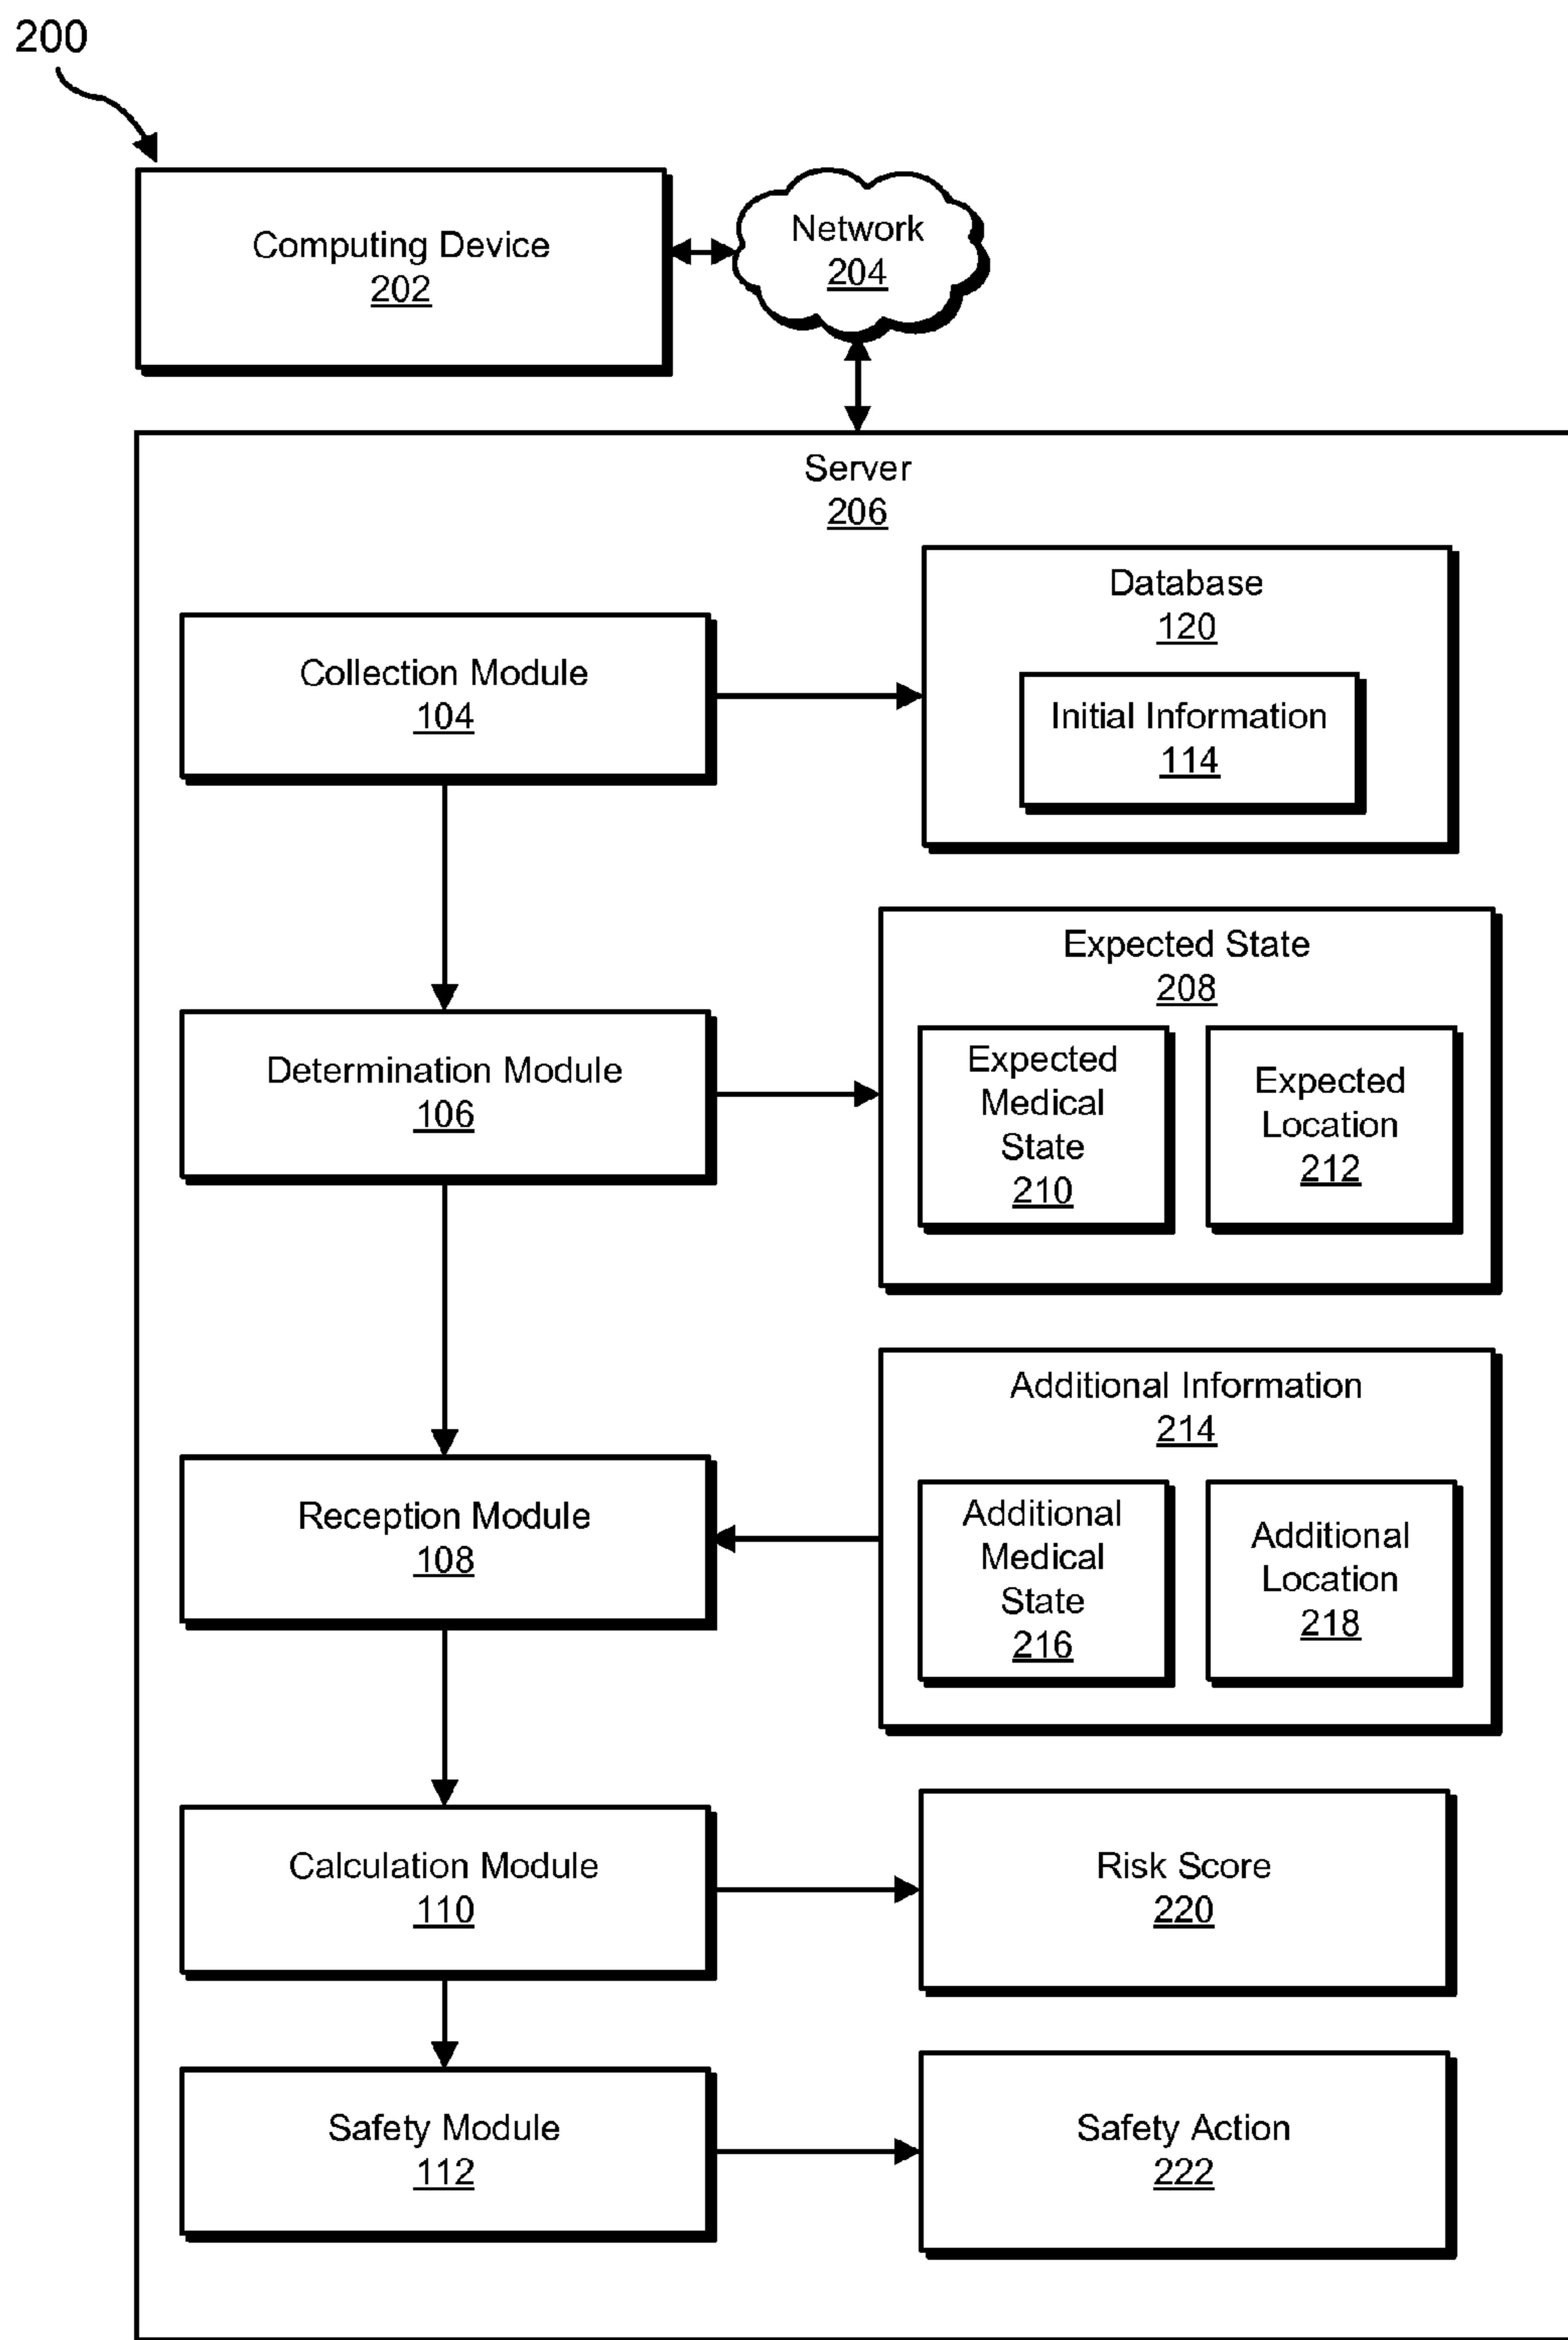 200
Computing Device
202
Network
204
Server
206
Collection Module
104
Database
120
Initial Information
114
Determination Module
106
Expected State
208
Expected
Medical
State
210
Expected
Location
212
Reception Module
108
Additional Information
214
Additional
Medical
State
216
Additional
Location
218
Calculation Module
110
Risk Score
220
Safety Module
112
Safety Action
222